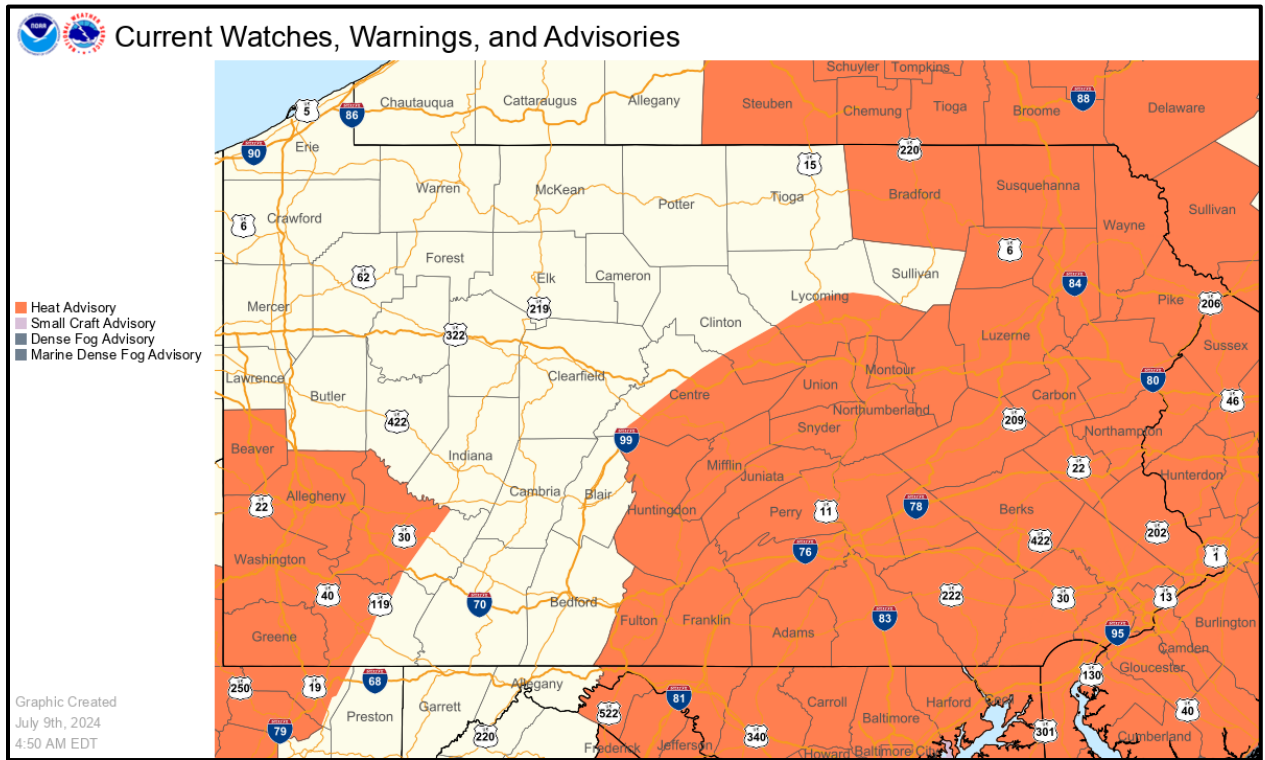 Current Watches, Warnings, and Advisories
Schuyler Tompkins
Chautauqua Cattaraugus Allegany Steuben Chemung Tioga Broome 88 Delaware
5
86
Erie
90
220
15
Warren McKean Potter Tioga Bradford Susquehanna
Crawford
6
Wayne Sullivan
Forest
62
Elk Cameron Sullivan
6
84
Mercer
219
Lycoming Pike
206
322
Clinton
Luzerne
Sussex
Heat Advisory
Small Craft Advisory
Dense Fog Advisory
Marine Dense Fog Advisory
Lawrence Butler Clearfield Centre Union Montour Carbon
80
46
422
Northumberland
209
Snyder
Northampton
99
Beaver
Indiana
Mifflin
Juniata
22
Hunterdon
Allegheny
Cambria Blair
22
Huntingdon Perry
11
78
Berks
30
422
202
Washington
76
1
40
119
70
Bedford
222
30
13
Fulton Franklin Adams
83
95
Burlington
Greene
Camden
Gloucester
250
19
68
Allegany
81
130
Preston Garrett
522
Carroll Harford Cecil
40
Graphic Created
July 9th, 2024
4:50 AM EDT
79
220
Frederick Jefferson
340
Baltimore
301
Cumberland
Howard Baltimore City